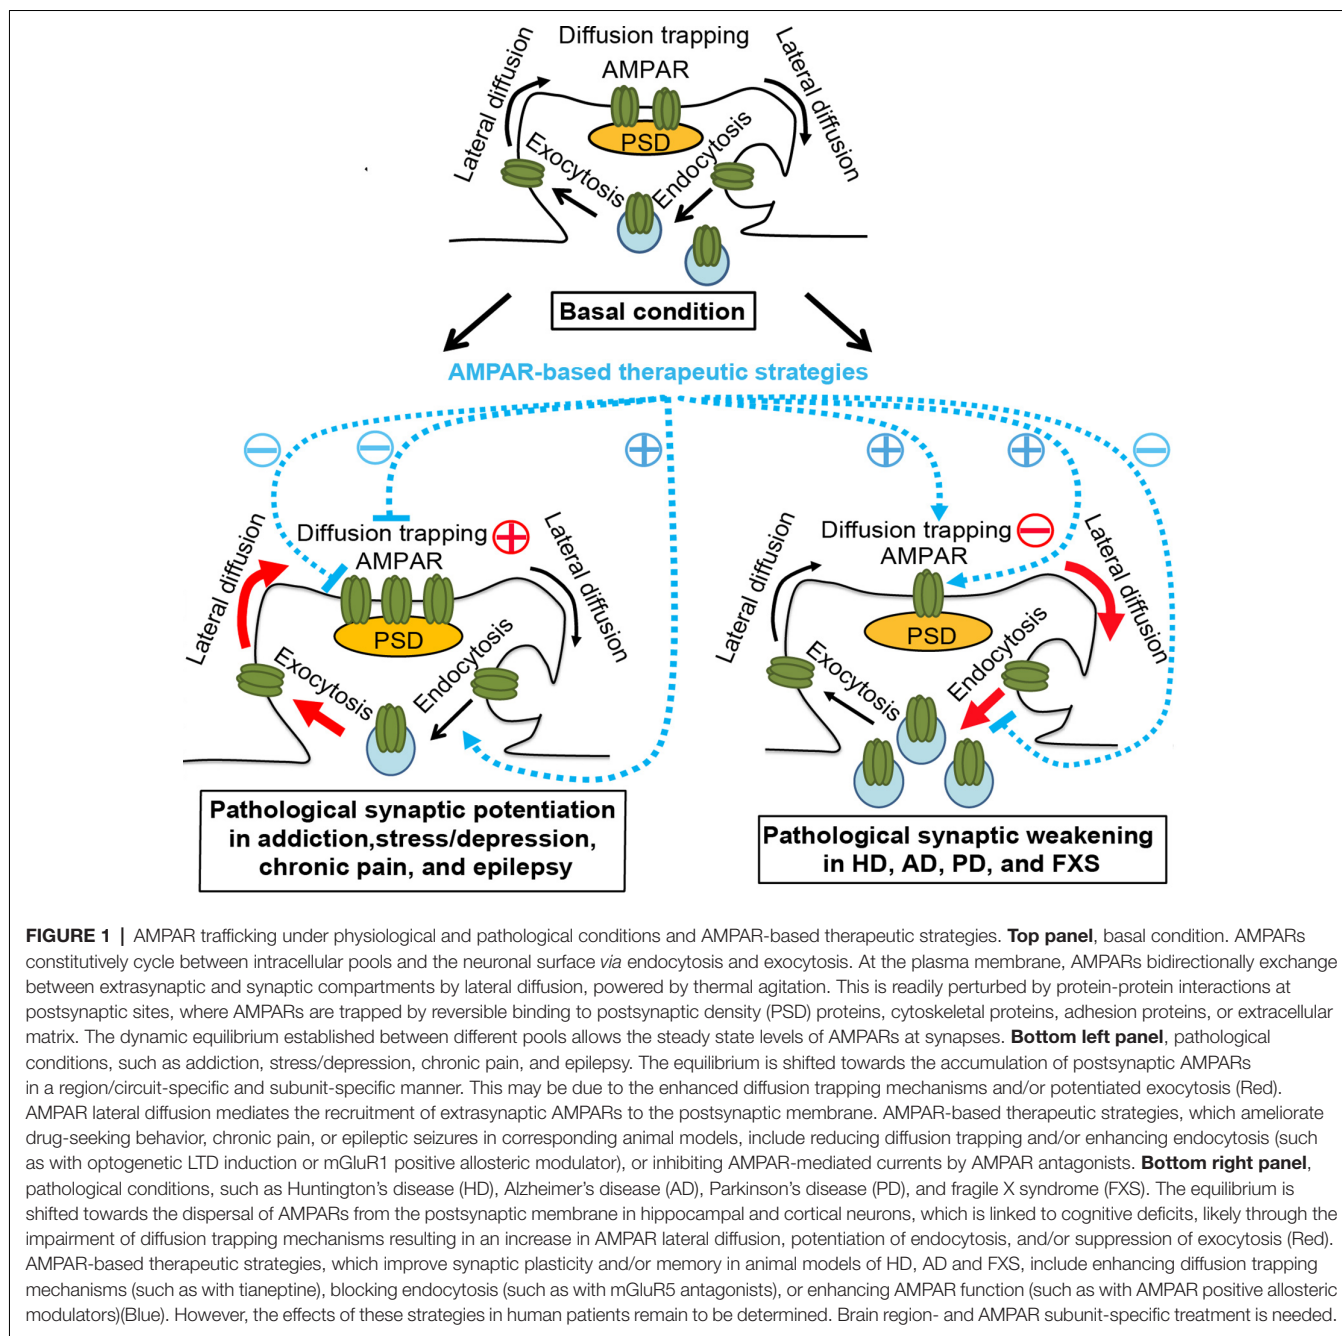 Diffusion trapping
AMPAR
Lateral diffusion
Lateral diffusion
PSD
Exocytosis
Endocytosis
Basal condition
AMPAR-based therapeutic strategies
Diffusion trapping
AMPAR
Lateral diffusion
Lateral diffusion
PSD
Exocytosis
Endocytosis
Pathological synaptic potentiation
in addiction,stress/depression,
chronic pain, and epilepsy
Diffusion trapping
AMPAR
Lateral diffusion
Lateral diffusion
PSD
Exocytosis
Endocytosis
Pathological synaptic weakening
in HD, AD, PD, and FXS
FIGURE 1 | AMPAR trafficking under physiological and pathological conditions and AMPAR-based therapeutic strategies. Top panel, basal condition. AMPARs
constitutively cycle between intracellular pools and the neuronal surface via endocytosis and exocytosis. At the plasma membrane, AMPARs bidirectionally exchange
between extrasynaptic and synaptic compartments by lateral diffusion, powered by thermal agitation. This is readily perturbed by protein-protein interactions at
postsynaptic sites, where AMPARs are trapped by reversible binding to postsynaptic density (PSD) proteins, cytoskeletal proteins, adhesion proteins, or extracellular
matrix. The dynamic equilibrium established between different pools allows the steady state levels of AMPARs at synapses. Bottom left panel, pathological
conditions, such as addiction, stress/depression, chronic pain, and epilepsy. The equilibrium is shifted towards the accumulation of postsynaptic AMPARs
in a region/circuit-specific and subunit-specific manner. This may be due to the enhanced diffusion trapping mechanisms and/or potentiated exocytosis (Red).
AMPAR lateral diffusion mediates the recruitment of extrasynaptic AMPARs to the postsynaptic membrane. AMPAR-based therapeutic strategies, which ameliorate
drug-seeking behavior, chronic pain, or epileptic seizures in corresponding animal models, include reducing diffusion trapping and/or enhancing endocytosis (such
as with optogenetic LTD induction or mGluR1 positive allosteric modulator), or inhibiting AMPAR-mediated currents by AMPAR antagonists. Bottom right panel,
pathological conditions, such as Huntington's disease (HD), Alzheimer's disease (AD), Parkinson's disease (PD), and fragile X syndrome (FXS). The equilibrium is
shifted towards the dispersal of AMPARs from the postsynaptic membrane in hippocampal and cortical neurons, which is linked to cognitive deficits, likely through the
impairment of diffusion trapping mechanisms resulting in an increase in AMPAR lateral diffusion, potentiation of endocytosis, and/or suppression of exocytosis (Red).
AMPAR-based therapeutic strategies, which improve synaptic plasticity and/or memory in animal models of HD, AD and FXS, include enhancing diffusion trapping
mechanisms (such as with tianeptine), blocking endocytosis (such as with mGluR5 antagonists), or enhancing AMPAR function (such as with AMPAR positive allosteric
modulators)(Blue). However, the effects of these strategies in human patients remain to be determined. Brain region- and AMPAR subunit-specific treatment is needed.